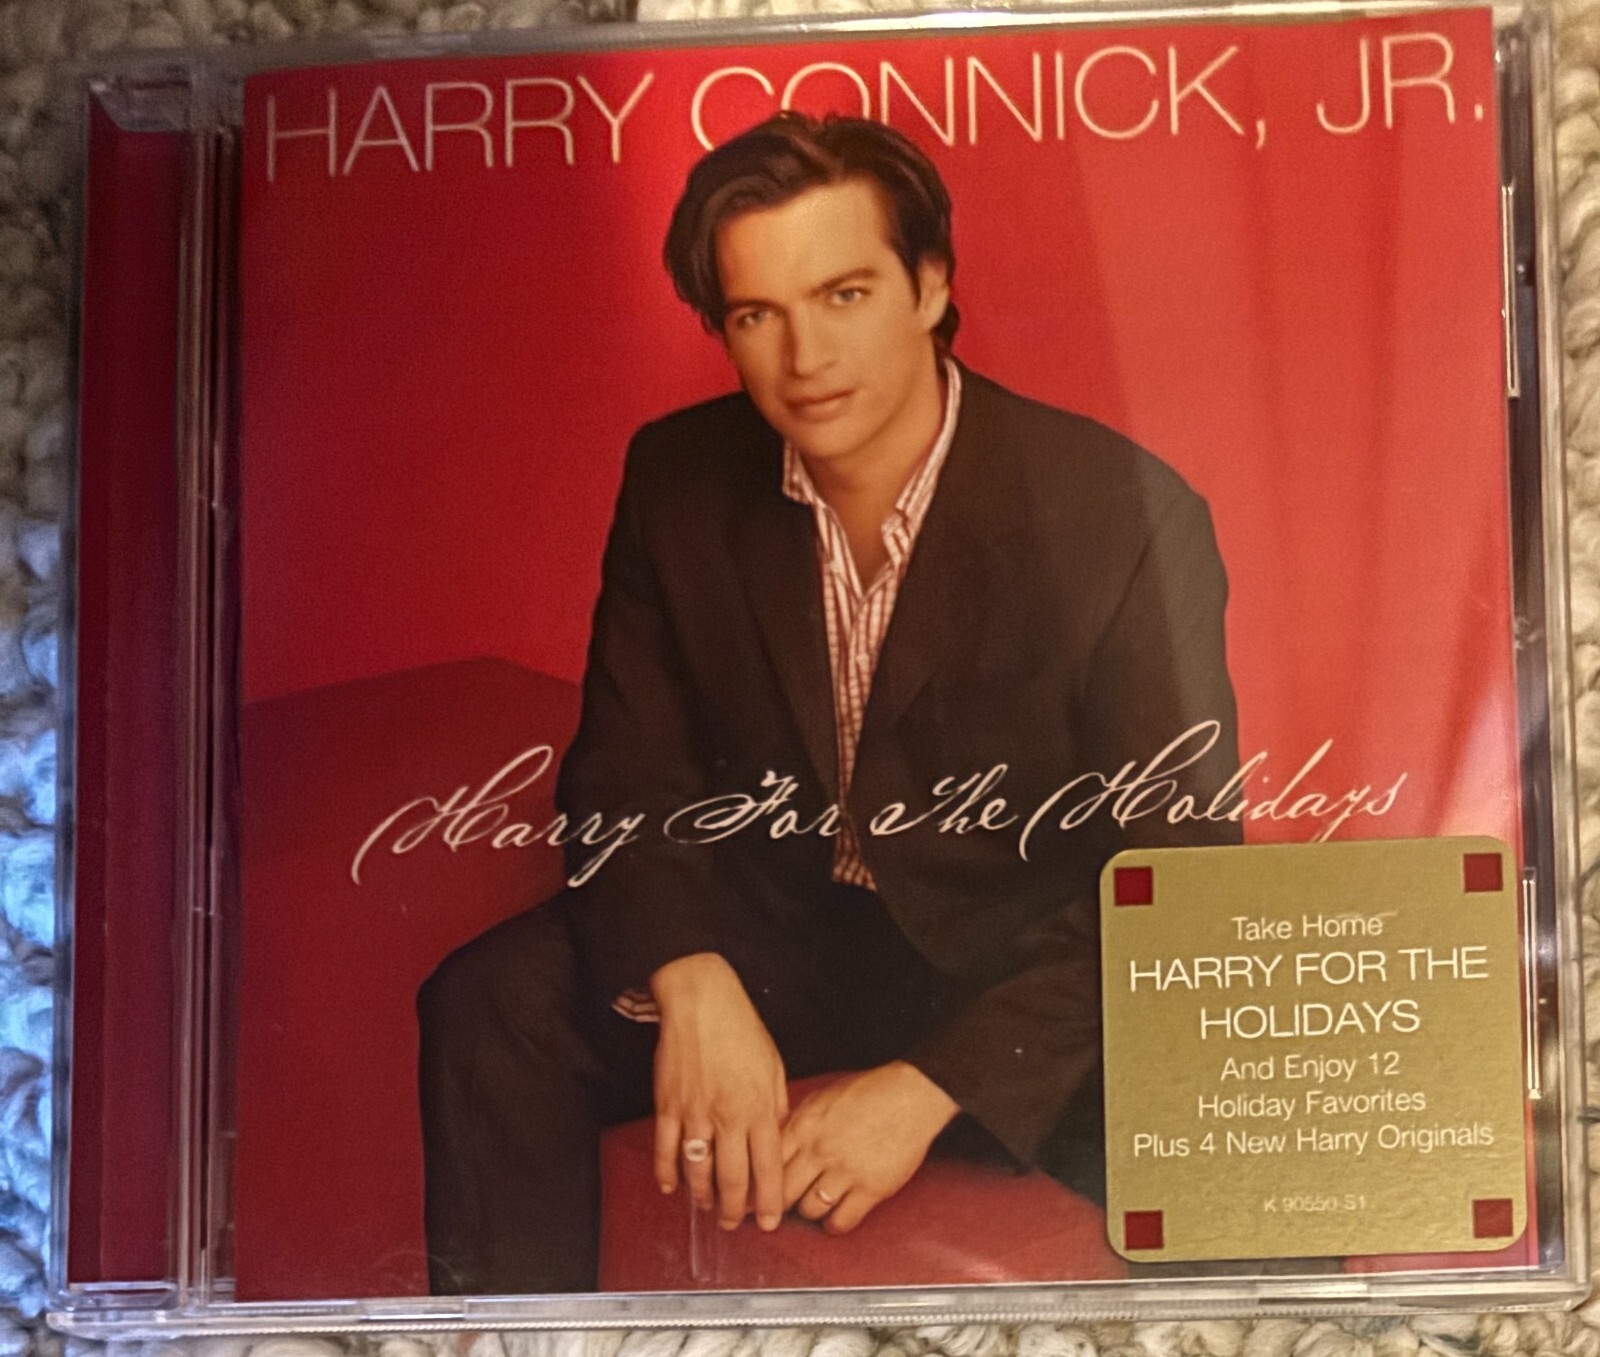 HARRY CONNICK, JR.
Harry For The Holidays
Take Home
HARRY FOR THE
HOLIDAYS
And Enjoy 12
Holiday Favorites
Plus 4 New Harry Originals
K 90550 S1